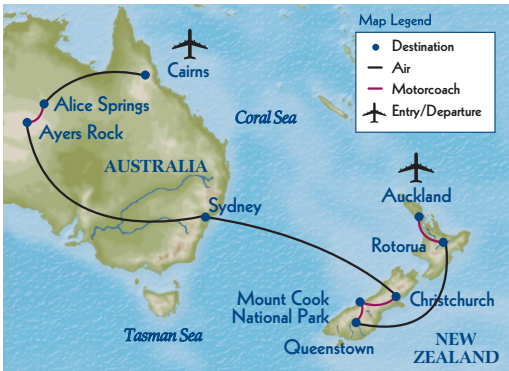 Map Legend
Destination
Air
Motorcoach
Entry/Departure
Cairns
Alice Springs
Ayers Rock
Coral Sea
AUSTRALIA
Sydney
Auckland
Rotorua
Christchurch
Mount Cook
National Park
Queenstown
Tasman Sea
NEW
ZEALAND